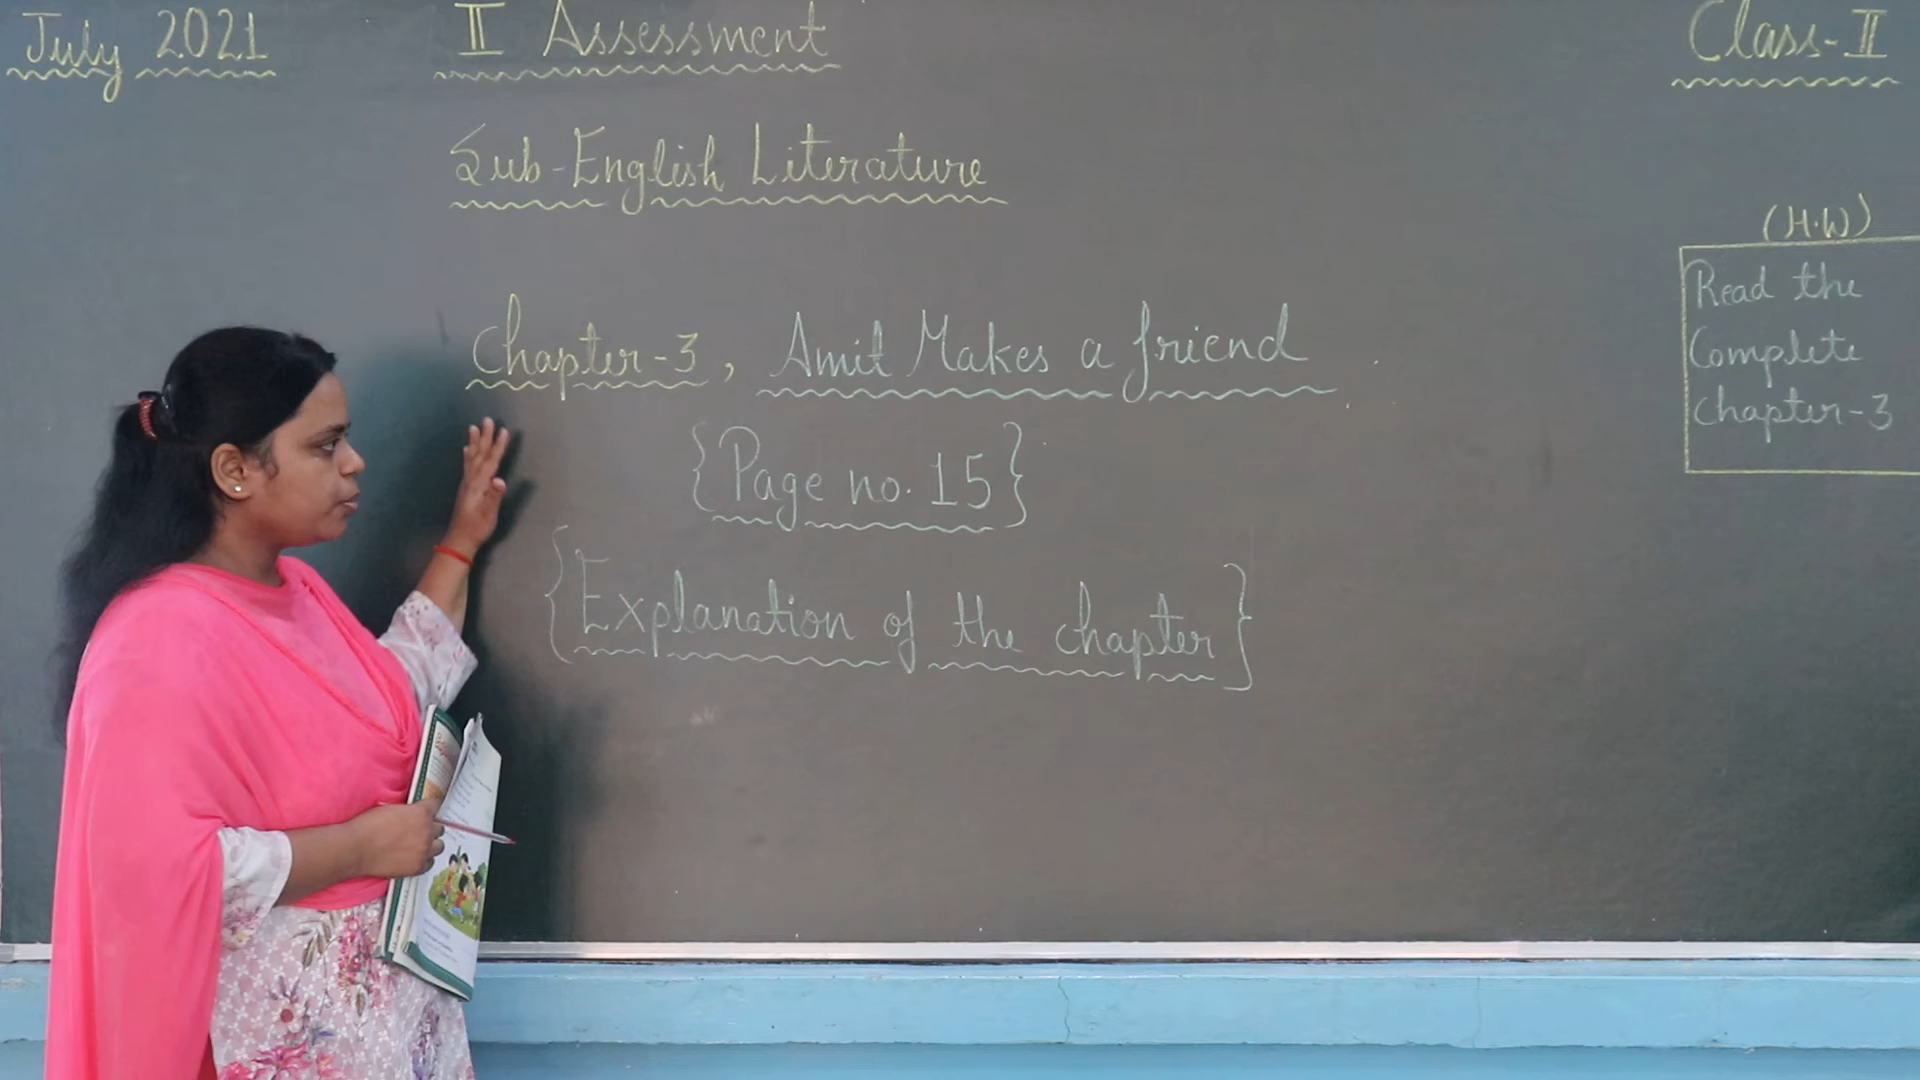 July 2021
II Assessment
Class-II
Sub-English Literature
Chapter-3, Amit Makes a friend
{Page no. 15}
{Explanation of the chapter}
(H.W)
Read the
Complete
chapter-3